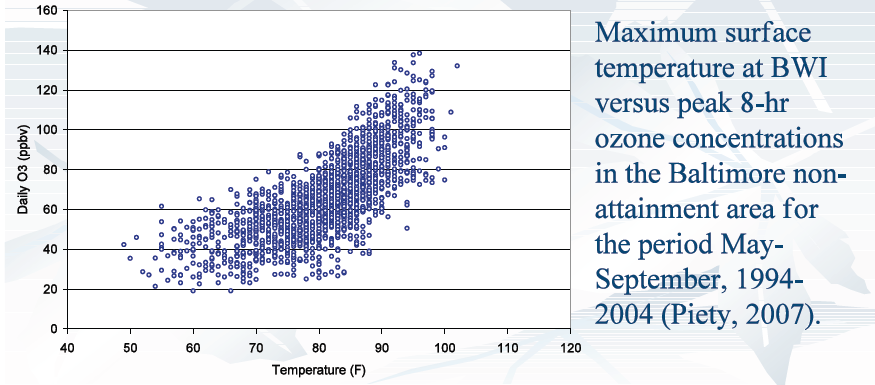 160
140
120
100
80
60
40
20
0
Daily O3 (ppbv)
40 50 60 70 80 90 100 110 120
Temperature (F)
Maximum surface
temperature at BWI
versus peak 8-hr
ozone concentrations
in the Baltimore non-
attainment area for
the period May-
September, 1994-
2004 (Piety, 2007).